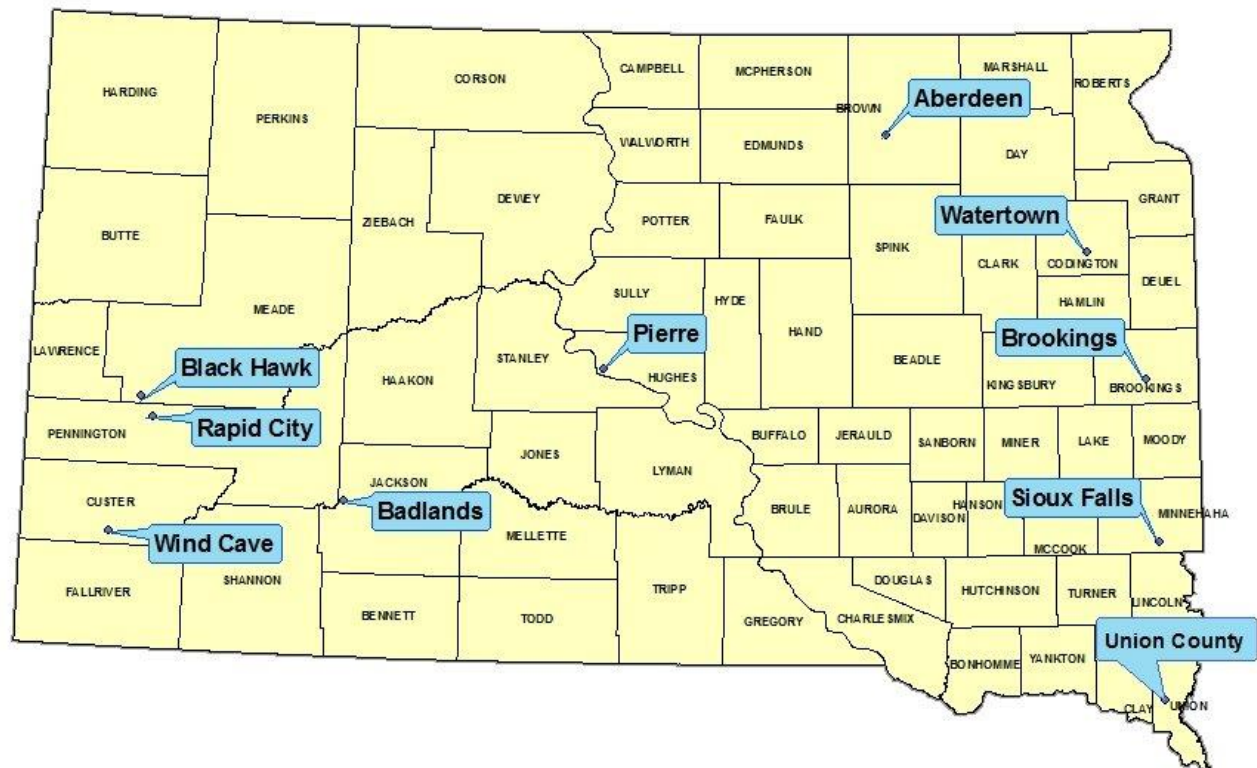 HARDING
PERKINS
CORSON
CAMPBELL
MCPHERSON
BROWN
MARSHALL
ROBERTS
Aberdeen
WALWORTH
EDMUNDS
DAY
BUTTE
ZIEBACH
DEWEY
POTTER
FAULK
SPINK
Watertown
GRANT
CLARK
CODINGTON
DEUEL
MEADE
SULLY
HYDE
HAND
HAMLIN
LAWRENCE
Black Hawk
HAAKON
STANLEY
Pierre
HUGHES
BEADLE
Brookings
KINGSBURY
BROOKINGS
PENNINGTON
Rapid City
JONES
LYMAN
BUFFALO
JERAULD
SANBORN
MINER
LAKE
MOODY
CUSTER
JACKSON
Badlands
BRULE
AURORA
DAVISON
HANSON
Sioux Falls
MINNEHAHA
Wind Cave
MELLETTE
MCCOOK
FALLRIVER
SHANNON
BENNETT
TODD
TRIPP
GREGORY
CHARLESMIX
DOUGLAS
HUTCHINSON
TURNER
LINCOLN
Union County
BONHOMME
YANKTON
CLAY
UNION